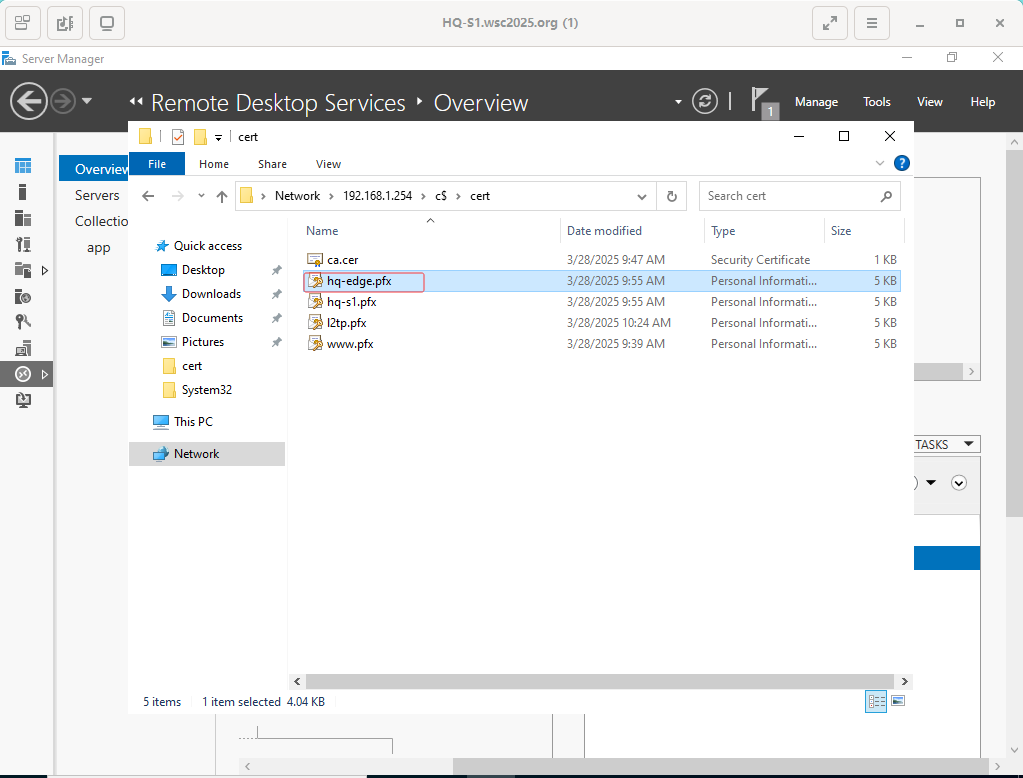 HQ-S1.wsc2025.org (1)
Server Manager
Remote Desktop Services Overview
1
Manage Tools View Help
cert
File Home Share View
Network 192.168.1.254 c$ cert
Search cert
Overview
Servers
Collectio
app
Name Date modified Type Size
Quick access
Desktop
Downloads
Documents
Pictures
cert
System32
This PC
Network
ca.cer 3/28/2025 9:47 AM Security Certificate 1 KB
hq-edge.pfx 3/28/2025 9:55 AM Personal Informati... 5 KB
hq-s1.pfx 3/28/2025 9:55 AM Personal Informati... 5 KB
l2tp.pfx 3/28/2025 10:24 AM Personal Informati... 5 KB
www.pfx 3/28/2025 9:39 AM Personal Informati... 5 KB
TASKS
5 items 1 item selected 4.04 KB